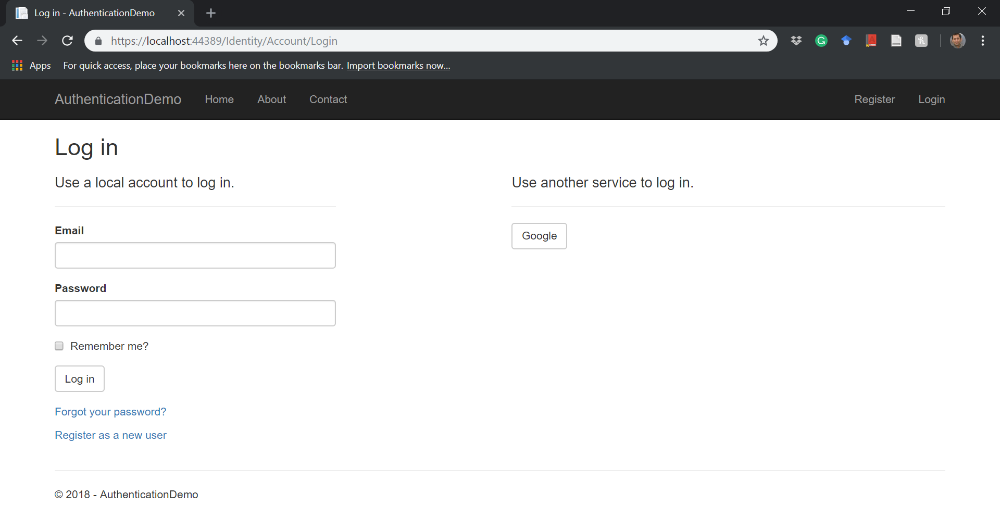 Log in - AuthenticationDemo
https://localhost:44389/Identity/Account/Login
Apps For quick access, place your bookmarks here on the bookmarks bar. Import bookmarks now...
AuthenticationDemo Home About Contact Register Login
Log in
Use a local account to log in.
Use another service to log in.
Email
Google
Password
Remember me?
Log in
Forgot your password?
Register as a new user
© 2018 - AuthenticationDemo